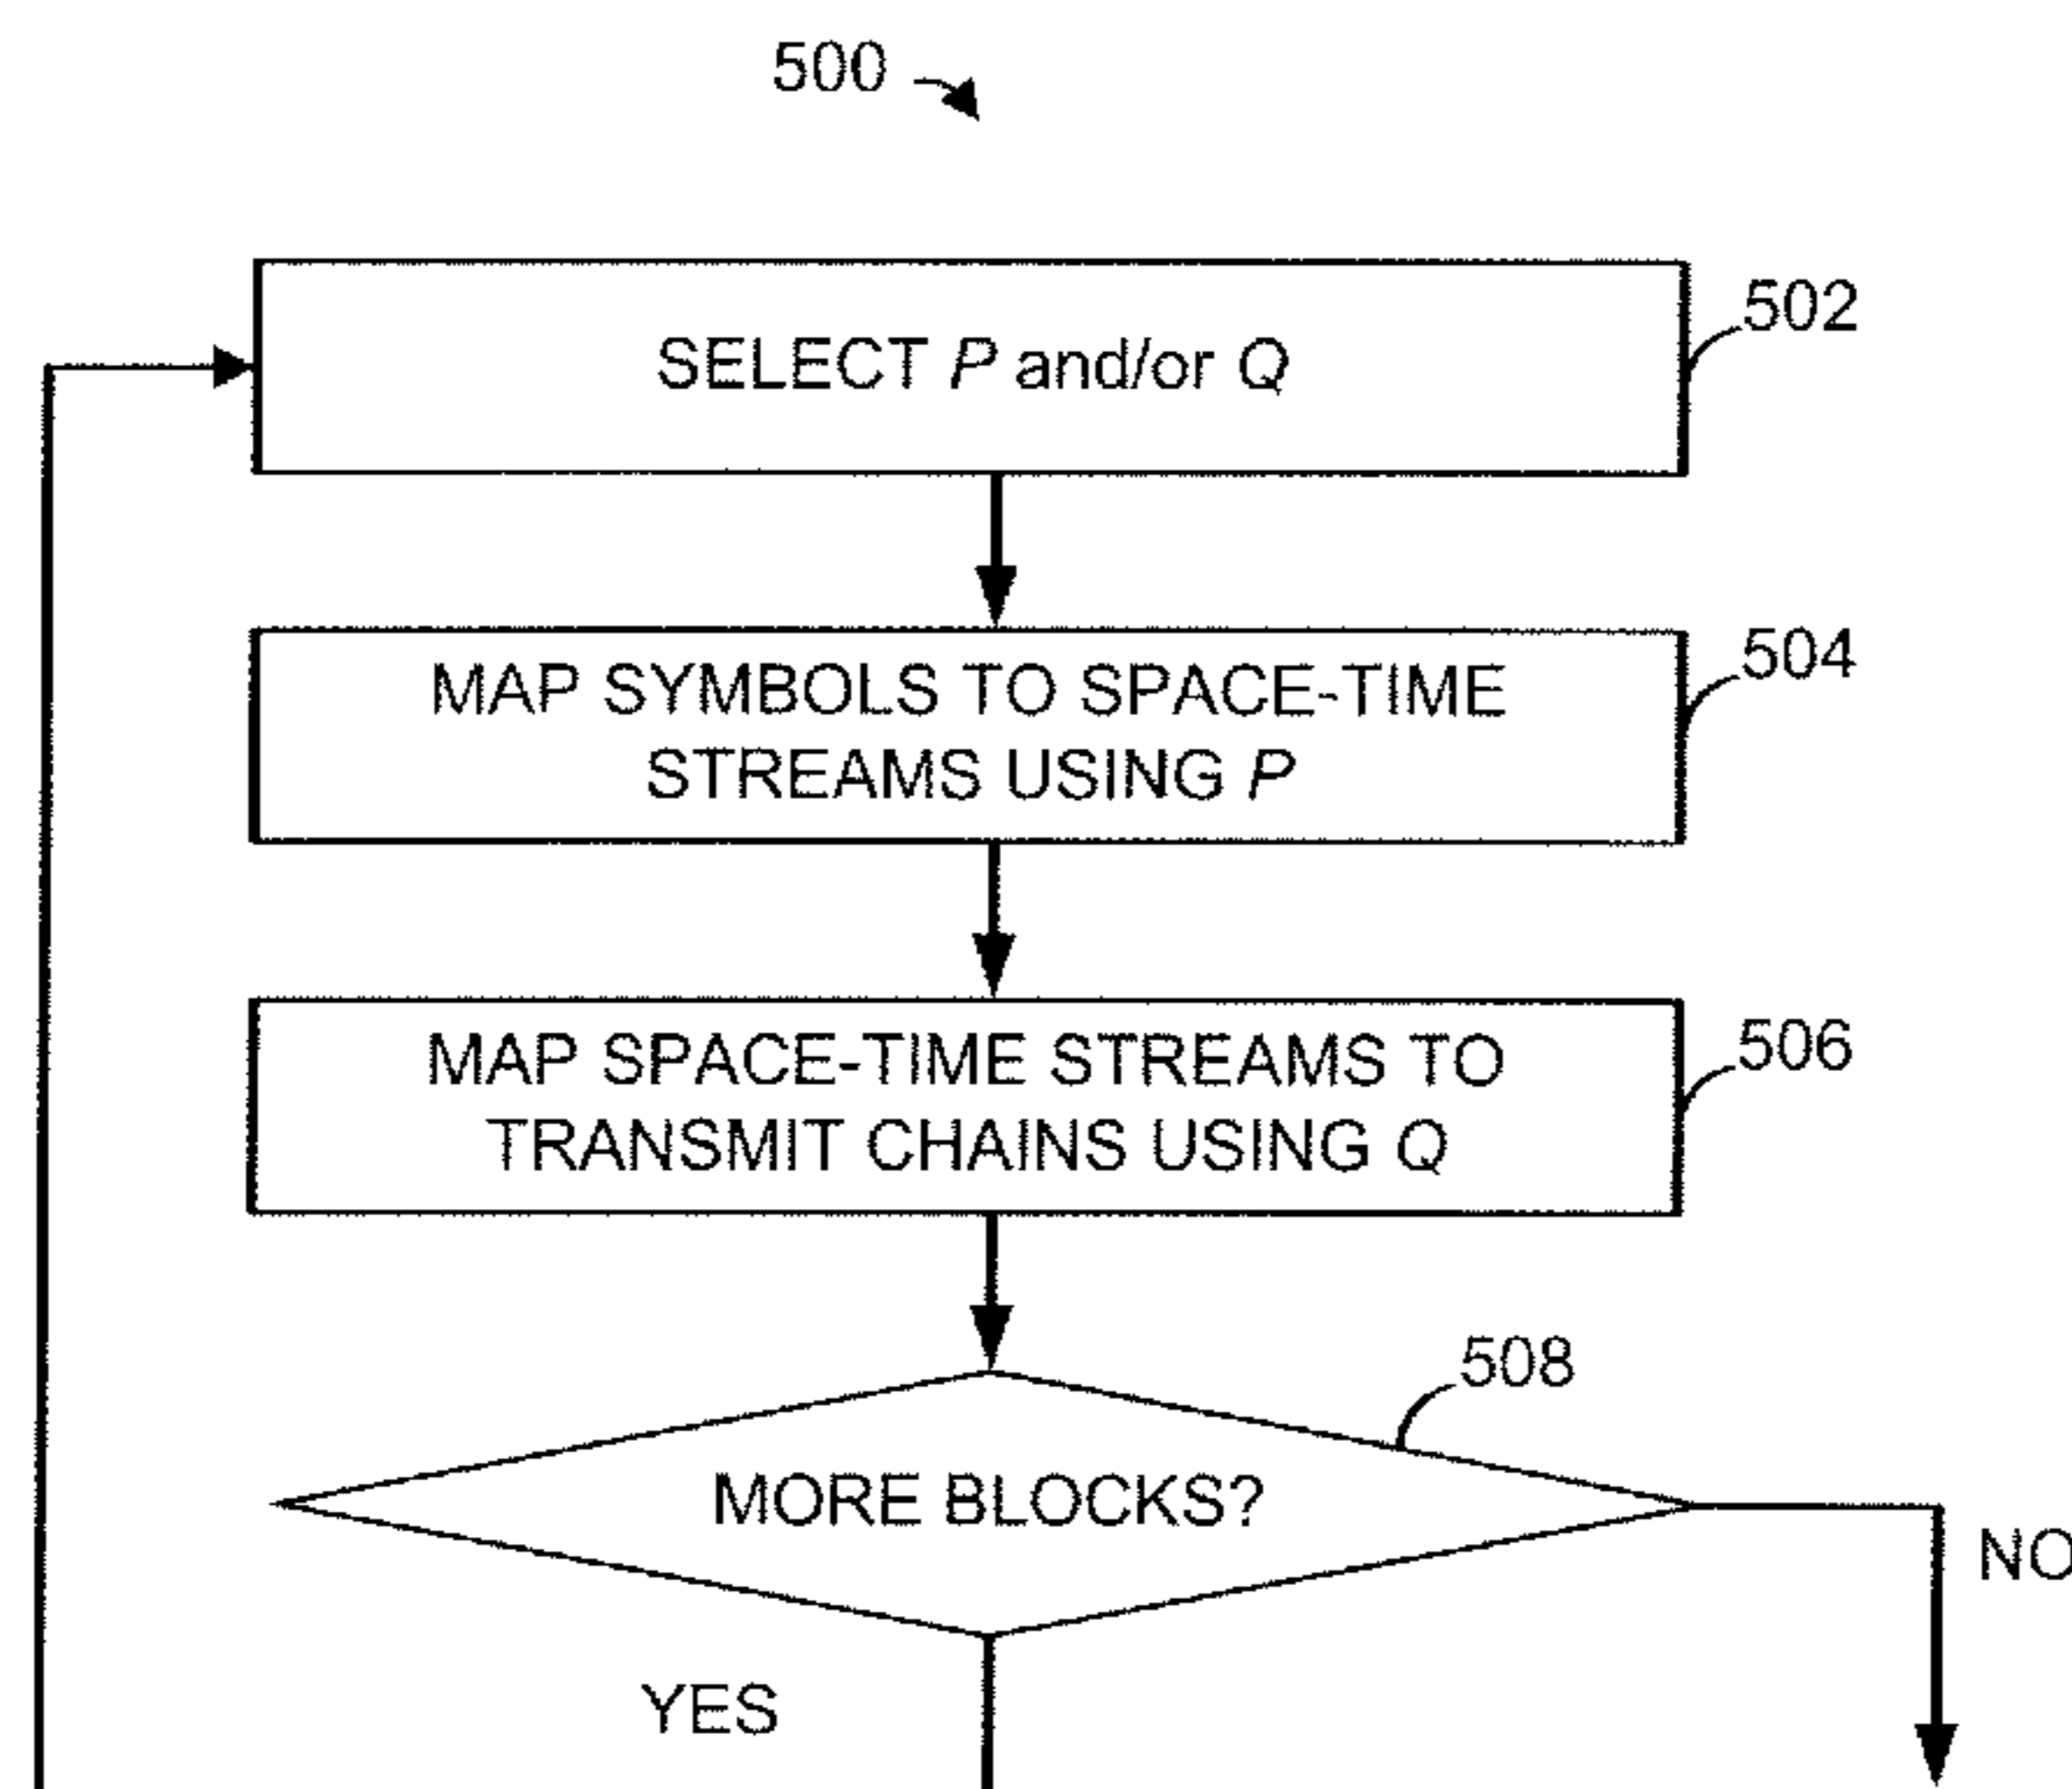 500
SELECT P and/or Q
502
MAP SYMBOLS TO SPACE-TIME
STREAMS USING P
504
MAP SPACE-TIME STREAMS TO
TRANSMIT CHAINS USING Q
506
508
MORE BLOCKS?
NO
YES